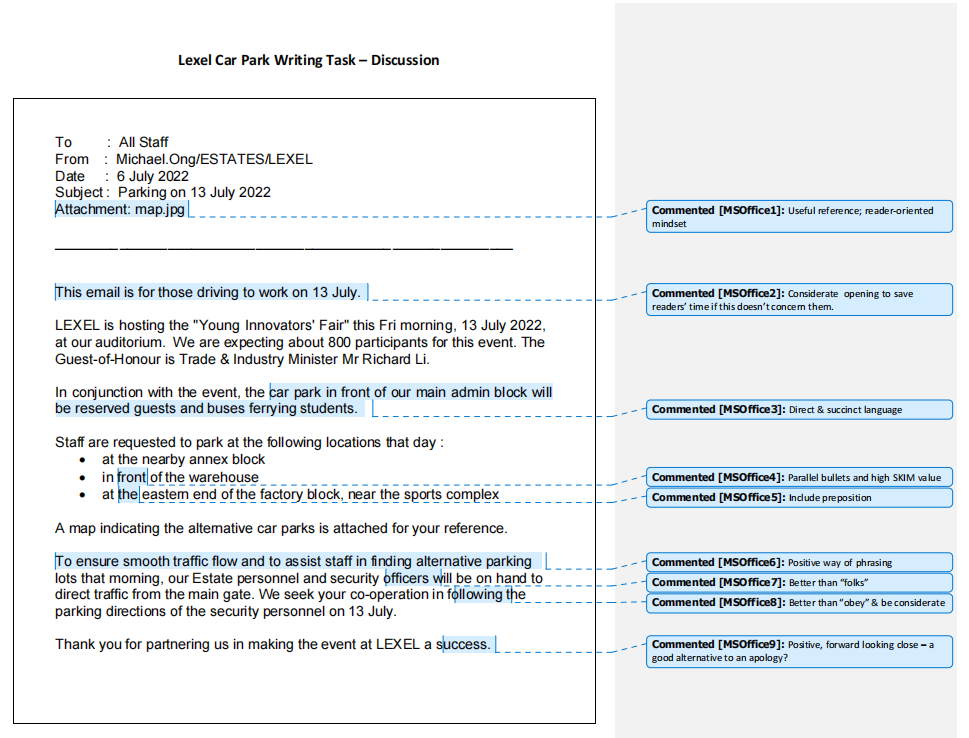 Lexel Car Park Writing Task – Discussion
To : All Staff
From : Michael.Ong/ESTATES/LEXEL
Date : 6 July 2022
Subject : Parking on 13 July 2022
Attachment: map.jpg
This email is for those driving to work on 13 July.
LEXEL is hosting the "Young Innovators' Fair" this Fri morning, 13 July 2022,
at our auditorium. We are expecting about 800 participants for this event. The
Guest-of-Honour is Trade & Industry Minister Mr Richard Li.
In conjunction with the event, the car park in front of our main admin block will
be reserved guests and buses ferrying students.
Staff are requested to park at the following locations that day :
• at the nearby annex block
• in front of the warehouse
• at the eastern end of the factory block, near the sports complex
A map indicating the alternative car parks is attached for your reference.
To ensure smooth traffic flow and to assist staff in finding alternative parking
lots that morning, our Estate personnel and security officers will be on hand to
direct traffic from the main gate. We seek your co-operation in following the
parking directions of the security personnel on 13 July.
Thank you for partnering us in making the event at LEXEL a success.
Commented [MSOffice1]: Useful reference; reader-oriented
mindset
Commented [MSOffice2]: Considerate opening to save
readers' time if this doesn't concern them.
Commented [MSOffice3]: Direct & succinct language
Commented [MSOffice4]: Parallel bullets and high SKIM value
Commented [MSOffice5]: Include preposition
Commented [MSOffice6]: Positive way of phrasing
Commented [MSOffice7]: Better than “folks”
Commented [MSOffice8]: Better than “obey” & be considerate
Commented [MSOffice9]: Positive, forward looking close – a
good alternative to an apology?